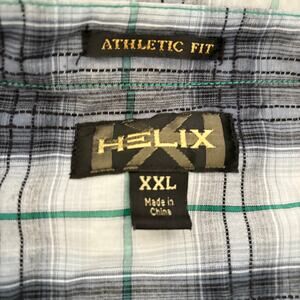 ATHLETIC FIT
HELIX
XXL
Made in
China